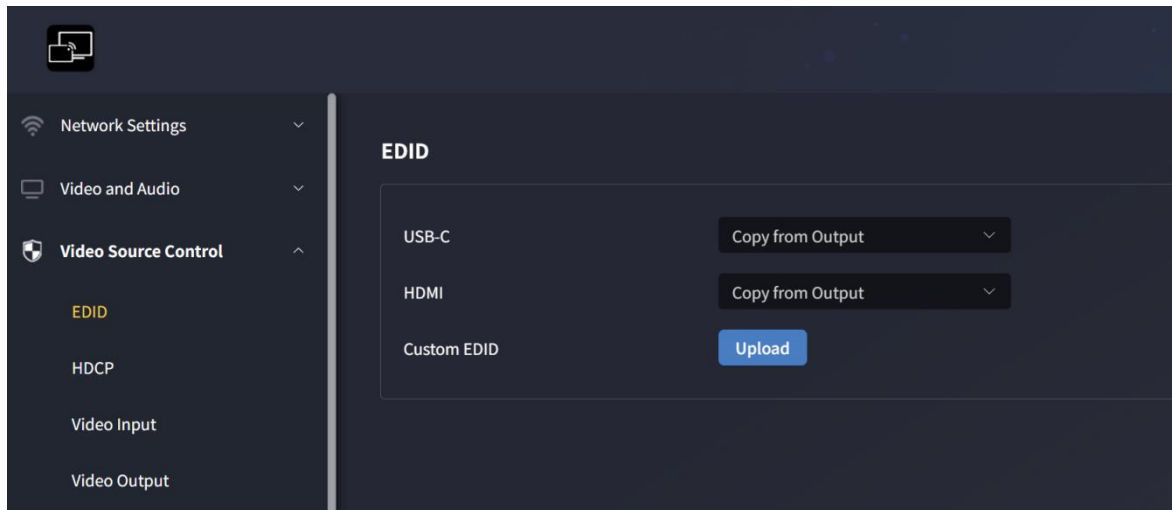 Network Settings
Video and Audio
Video Source Control
EDID
HDCP
Video Input
Video Output
EDID
USB-C Copy from Output
HDMI Copy from Output
Custom EDID Upload